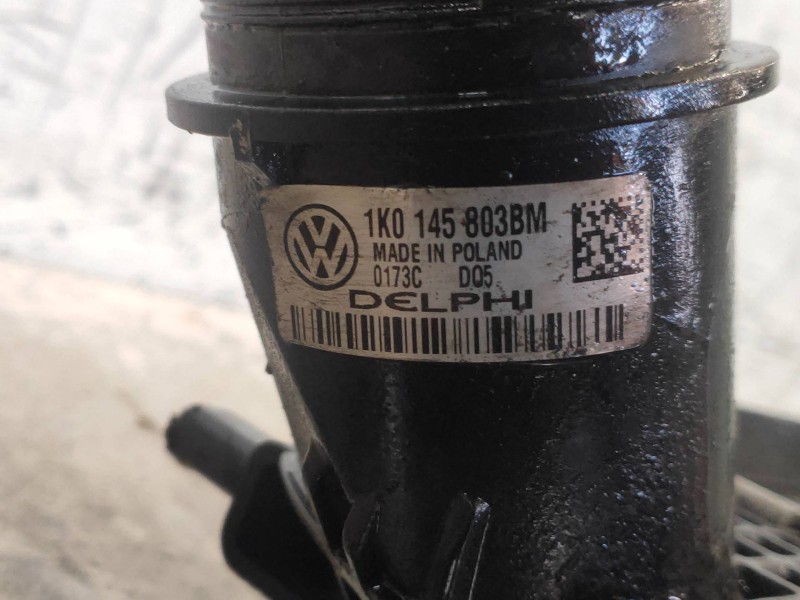 1K0 145 803BM
MADE IN POLAND
0173C D05
DELPHI